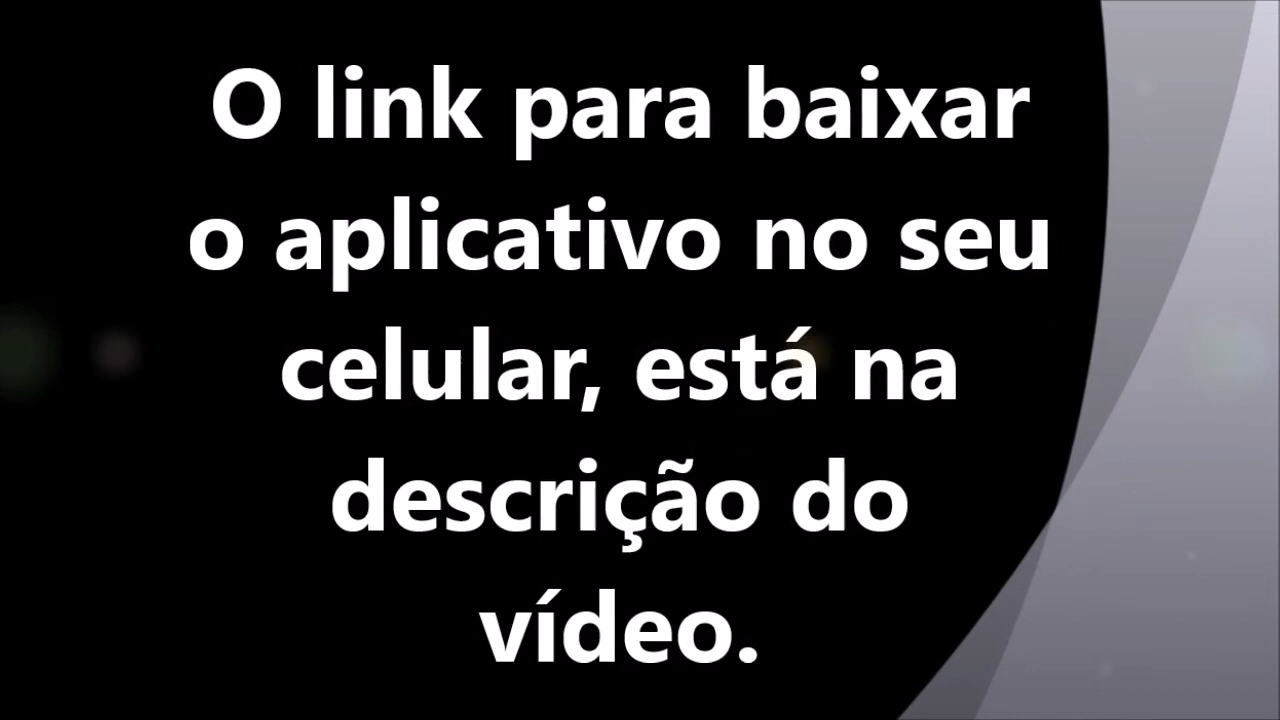 O link para baixar
o aplicativo no seu
celular, está na
descrição do
vídeo.